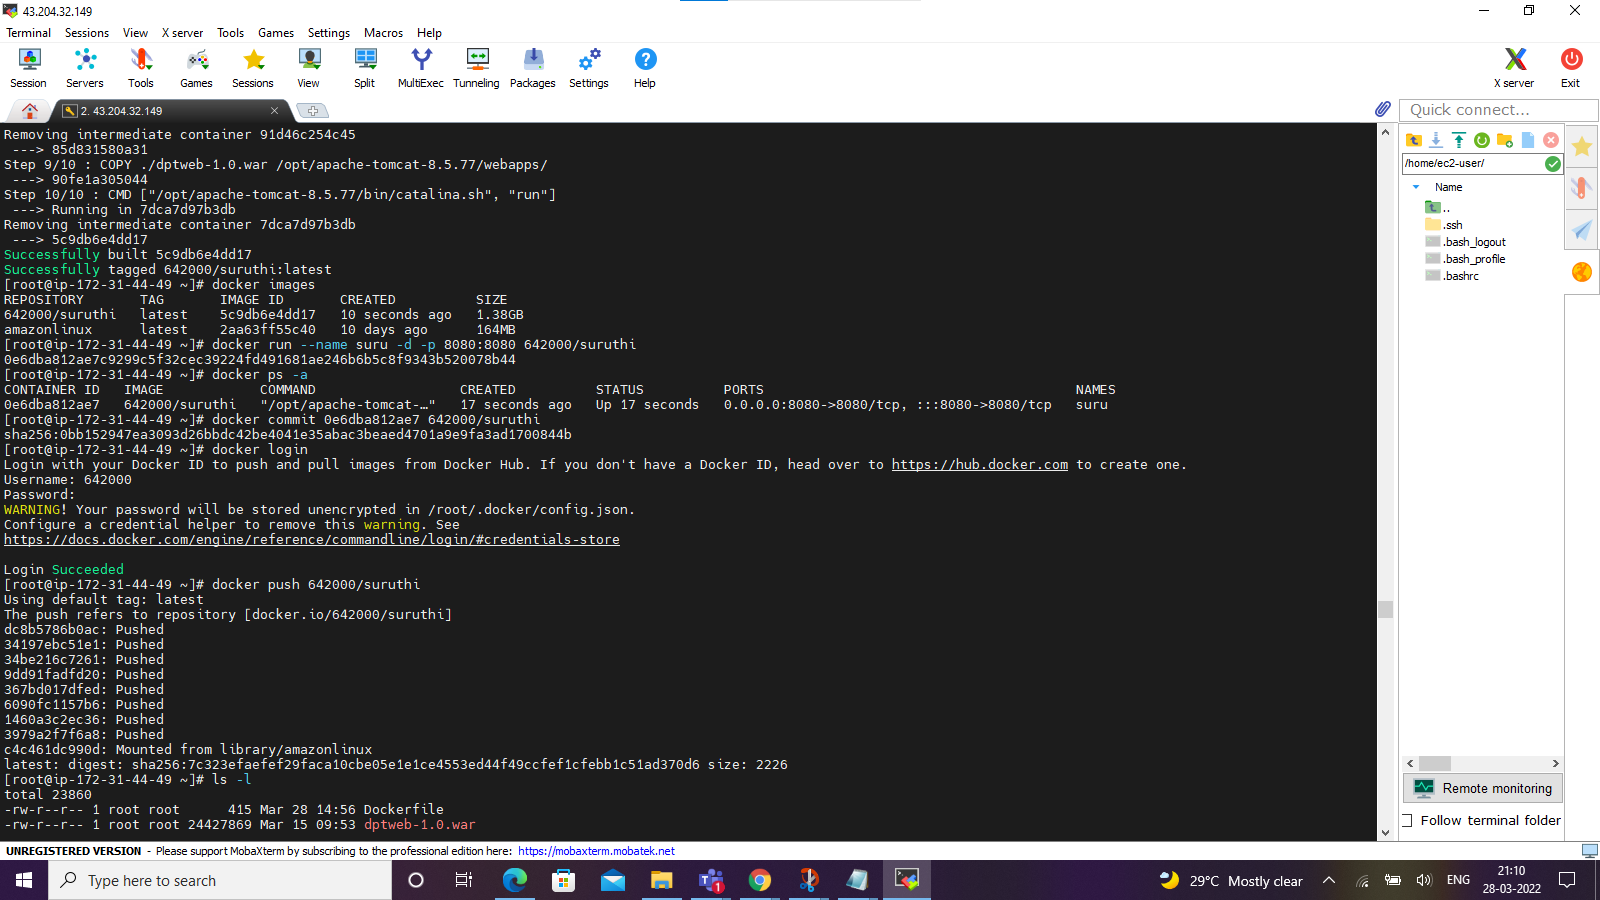 43.204.32.149
Terminal Sessions View X server Tools Games Settings Macros Help
Session Servers Tools Games Sessions View Split MultiExec Tunneling Packages Settings Help X server Exit
2. 43.204.32.149
Quick connect...
Removing intermediate container 91d46c254c45
 ---> 85d831580a31
Step 9/10 : COPY ./dptweb-1.0.war /opt/apache-tomcat-8.5.77/webapps/
 ---> 90fe1a305044
Step 10/10 : CMD ["/opt/apache-tomcat-8.5.77/bin/catalina.sh", "run"]
 ---> Running in 7dca7d97b3db
Removing intermediate container 7dca7d97b3db
 ---> 5c9db6e4dd17
Successfully built 5c9db6e4dd17
Successfully tagged 642000/suruthi:latest
[root@ip-172-31-44-49 ~]# docker images
REPOSITORY TAG IMAGE ID CREATED SIZE
642000/suruthi latest 5c9db6e4dd17 10 seconds ago 1.38GB
amazonlinux latest 2aa63ff55c40 10 days ago 164MB
[root@ip-172-31-44-49 ~]# docker run --name suru -d -p 8080:8080 642000/suruthi
0e6dba812ae7c9299c5f32cec39224fd491681ae246b6b5c8f9343b520078b44
[root@ip-172-31-44-49 ~]# docker ps -a
CONTAINER ID IMAGE COMMAND CREATED STATUS PORTS NAMES
0e6dba812ae7 642000/suruthi "/opt/apache-tomcat-…" 17 seconds ago Up 17 seconds 0.0.0.0:8080->8080/tcp, :::8080->8080/tcp suru
[root@ip-172-31-44-49 ~]# docker commit 0e6dba812ae7 642000/suruthi
sha256:0bb152947ea3093d26bbdc42be4041e35abac3beaed4701a9e9fa3ad1700844b
[root@ip-172-31-44-49 ~]# docker login
Login with your Docker ID to push and pull images from Docker Hub. If you don't have a Docker ID, head over to https://hub.docker.com to create one.
Username: 642000
Password:
WARNING! Your password will be stored unencrypted in /root/.docker/config.json.
Configure a credential helper to remove this warning. See
https://docs.docker.com/engine/reference/commandline/login/#credentials-store
Login Succeeded
[root@ip-172-31-44-49 ~]# docker push 642000/suruthi
Using default tag: latest
The push refers to repository [docker.io/642000/suruthi]
dc8b5786b0ac: Pushed
34197ebc51e1: Pushed
34be216c7261: Pushed
9dd91fadfd20: Pushed
367bd017dfed: Pushed
6090fc1157b6: Pushed
1460a3c2ec36: Pushed
3979a2f7f6a8: Pushed
c4c461dc990d: Mounted from library/amazonlinux
latest: digest: sha256:7c323efaefef29faca10cbe05e1e1ce4553ed44f49ccfef1cfebb1c51ad370d6 size: 2226
[root@ip-172-31-44-49 ~]# ls -l
total 23860
-rw-r--r-- 1 root root 415 Mar 28 14:56 Dockerfile
-rw-r--r-- 1 root root 24427869 Mar 15 09:53 dptweb-1.0.war
/home/ec2-user/
Name
..
.ssh
.bash_logout
.bash_profile
.bashrc
Remote monitoring
Follow terminal folder
UNREGISTERED VERSION - Please support MobaXterm by subscribing to the professional edition here: https://mobaxterm.mobatek.net
Type here to search
1
29°C Mostly clear
ENG
21:10
28-03-2022